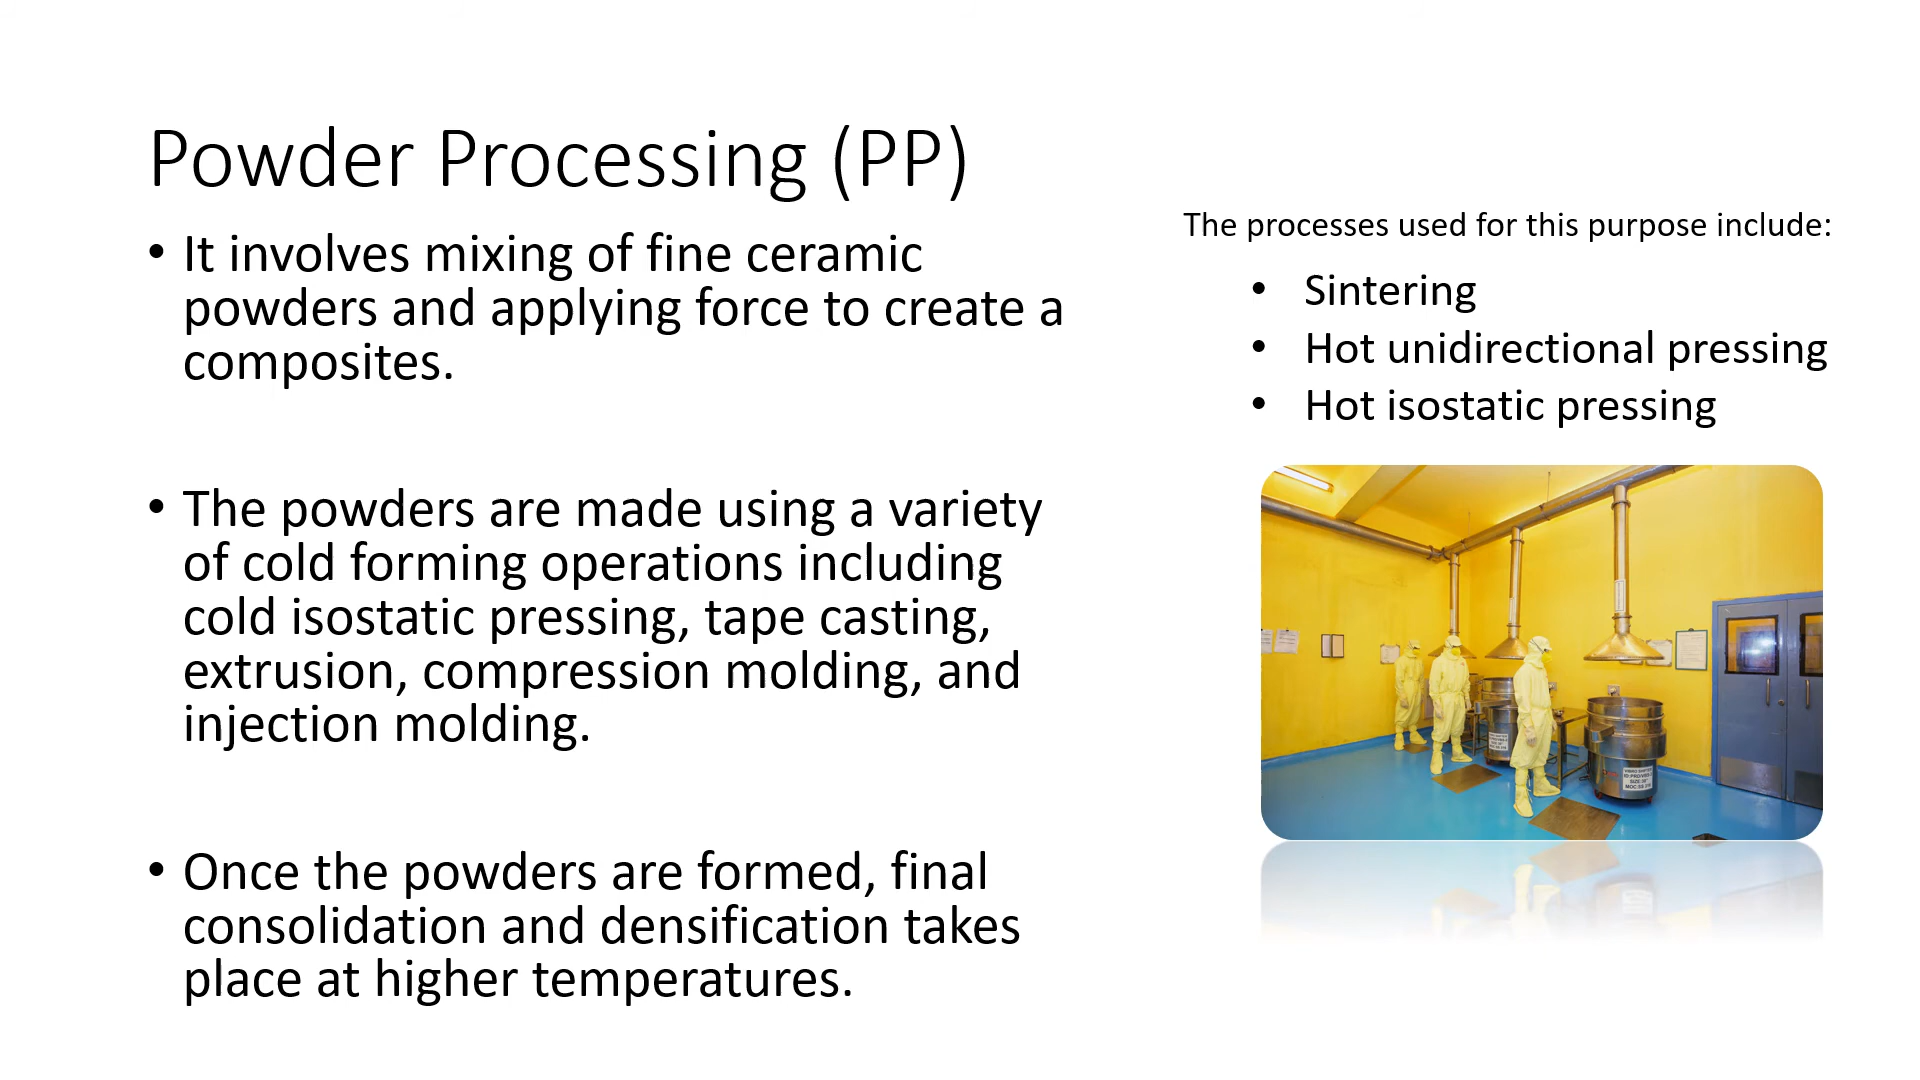 Powder Processing (PP)
• It involves mixing of fine ceramic
powders and applying force to create a
composites.
• The powders are made using a variety
of cold forming operations including
cold isostatic pressing, tape casting,
extrusion, compression molding, and
injection molding.
• Once the powders are formed, final
consolidation and densification takes
place at higher temperatures.
The processes used for this purpose include:
• Sintering
• Hot unidirectional pressing
• Hot isostatic pressing